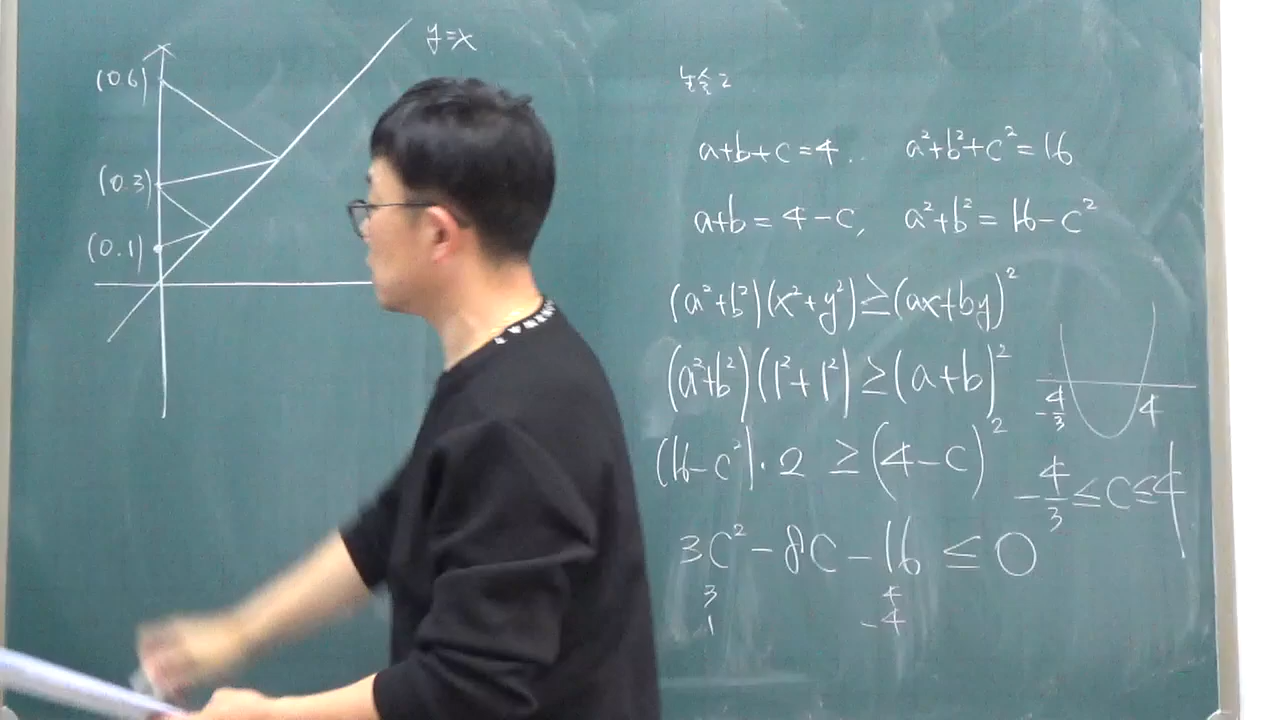 y=x
(0.6)
(0.3)
(0.1)
a+b+c=4 .. a²+b²+c²=16
a+b = 4-c, a²+b² = 16-c²
(a²+b²)(x²+y²)≥(ax+by)²
(a²+b²)(1²+1²)≥(a+b)²
(16-c²)·2 ≥(4-c)²
3C²-8C-16 ≤0
3 4
1 -4
-4/3 4
-4/3≤C≤4